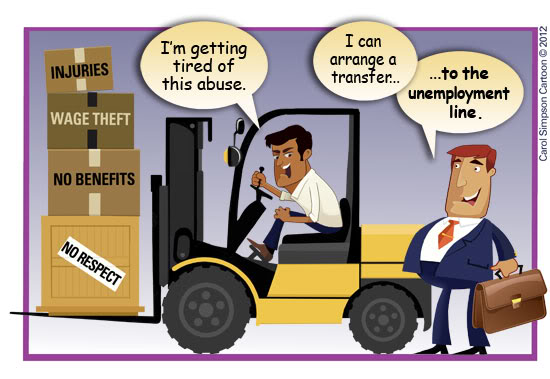 INJURIES
WAGE THEFT
NO BENEFITS
NO RESPECT
I'm getting
tired of
this abuse.
I can
arrange a
transfer...
...to the
unemployment
line.
Carol Simpson Cartoon © 2012